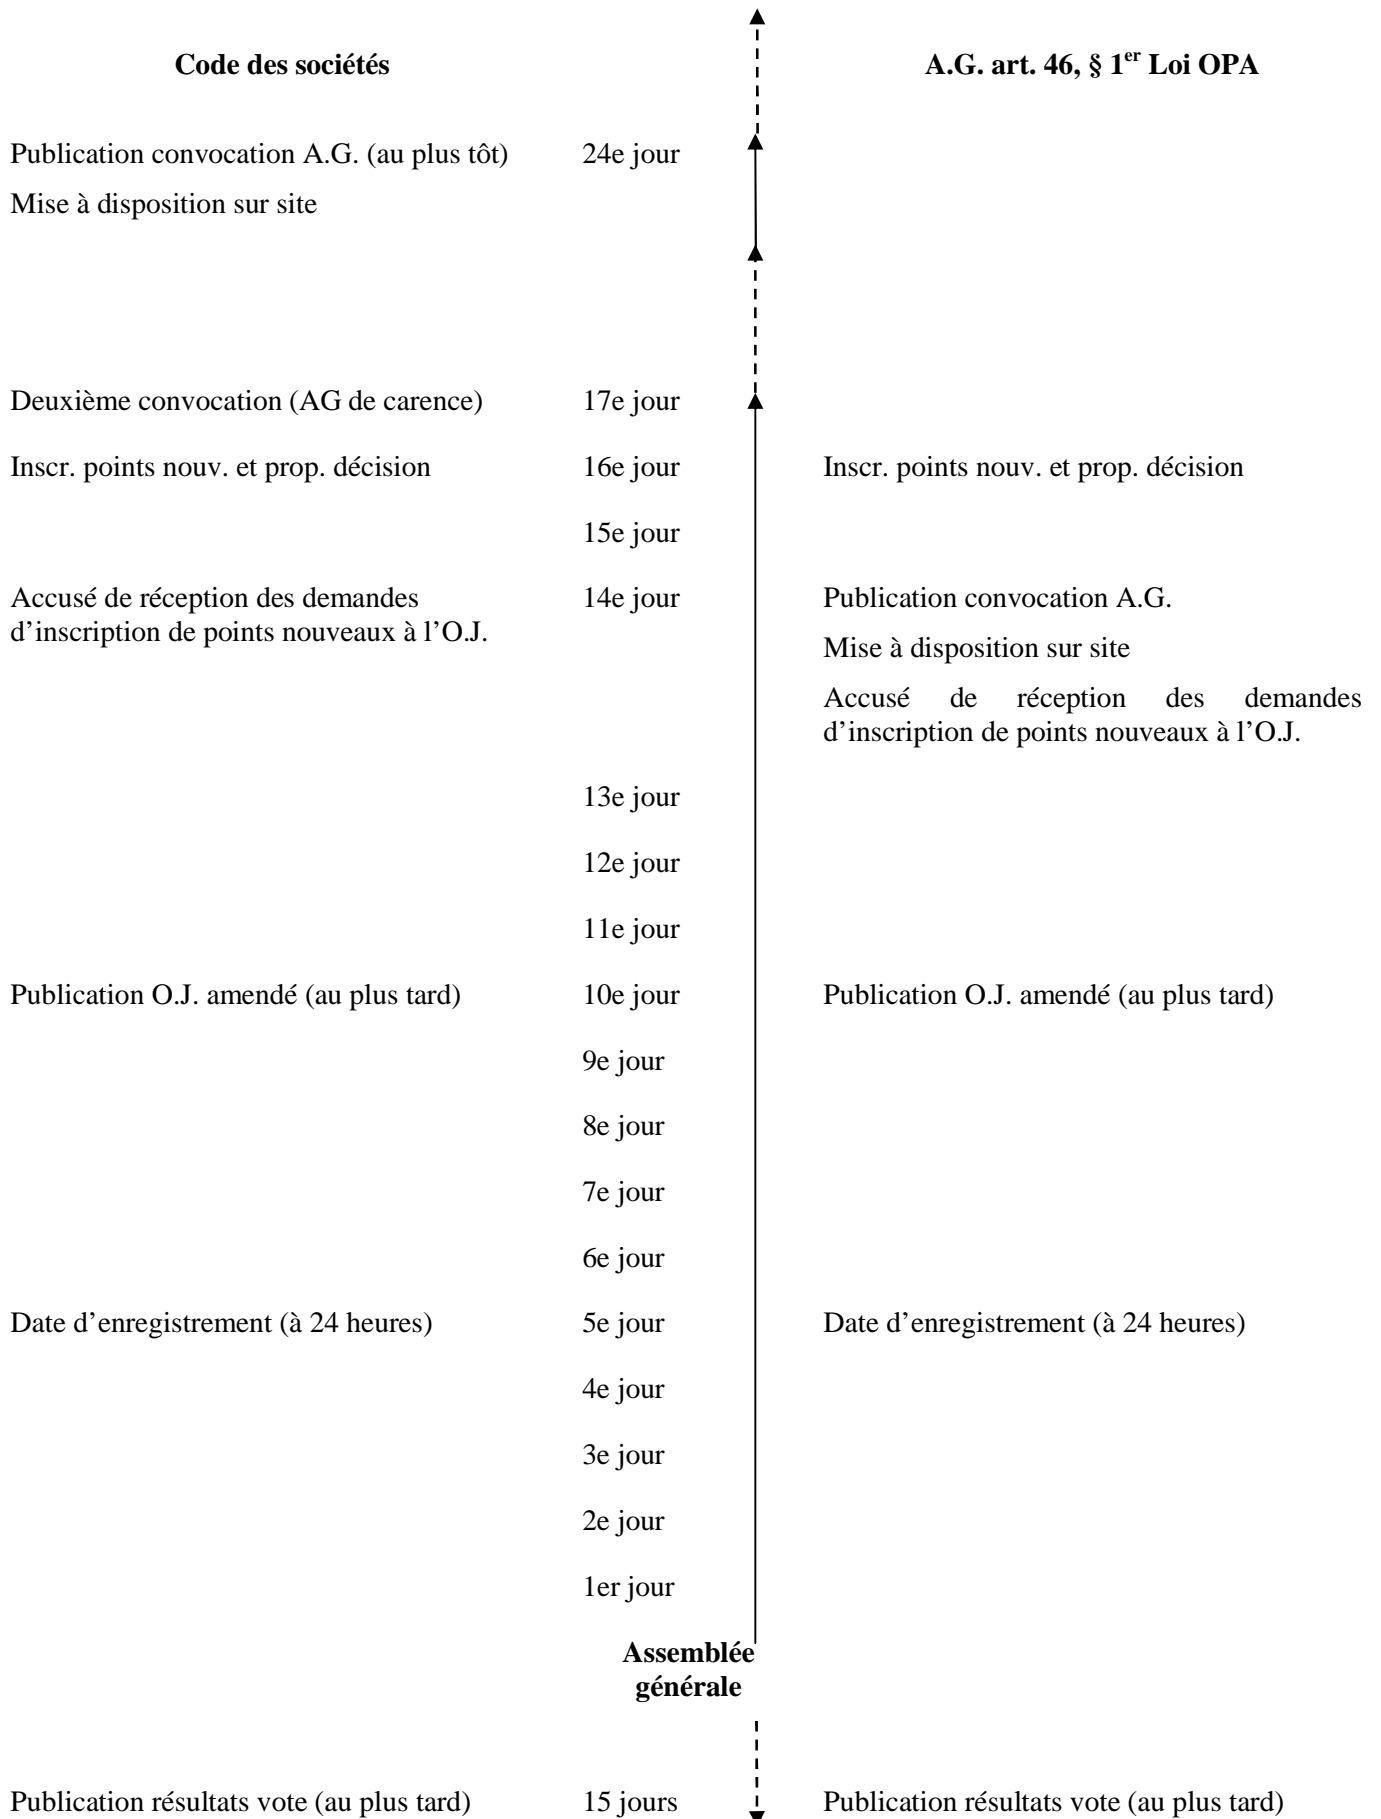 Code des sociétés
A.G. art. 46, § 1er Loi OPA
Publication convocation A.G. (au plus tôt)
24e jour
Mise à disposition sur site
Deuxième convocation (AG de carence)
17e jour
Inscr. points nouv. et prop. décision
16e jour
Inscr. points nouv. et prop. décision
15e jour
Accusé de réception des demandes
d’inscription de points nouveaux à l’O.J.
14e jour
Publication convocation A.G.
Mise à disposition sur site
Accusé de réception des demandes
d’inscription de points nouveaux à l’O.J.
13e jour
12e jour
11e jour
Publication O.J. amendé (au plus tard)
10e jour
Publication O.J. amendé (au plus tard)
9e jour
8e jour
7e jour
6e jour
Date d’enregistrement (à 24 heures)
5e jour
Date d’enregistrement (à 24 heures)
4e jour
3e jour
2e jour
1er jour
Assemblée
générale
Publication résultats vote (au plus tard)
15 jours
Publication résultats vote (au plus tard)